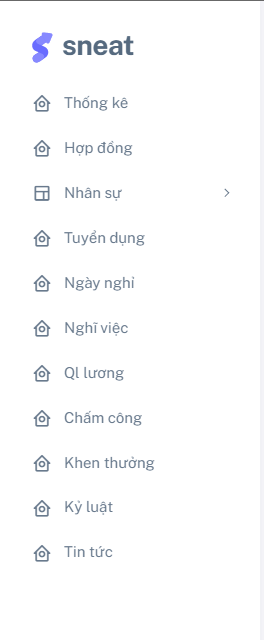 sneat
Thống kê
Hợp đồng
Nhân sự
Tuyển dụng
Ngày nghỉ
Nghĩ việc
Ql lương
Chấm công
Khen thưởng
Kỷ luật
Tin tức